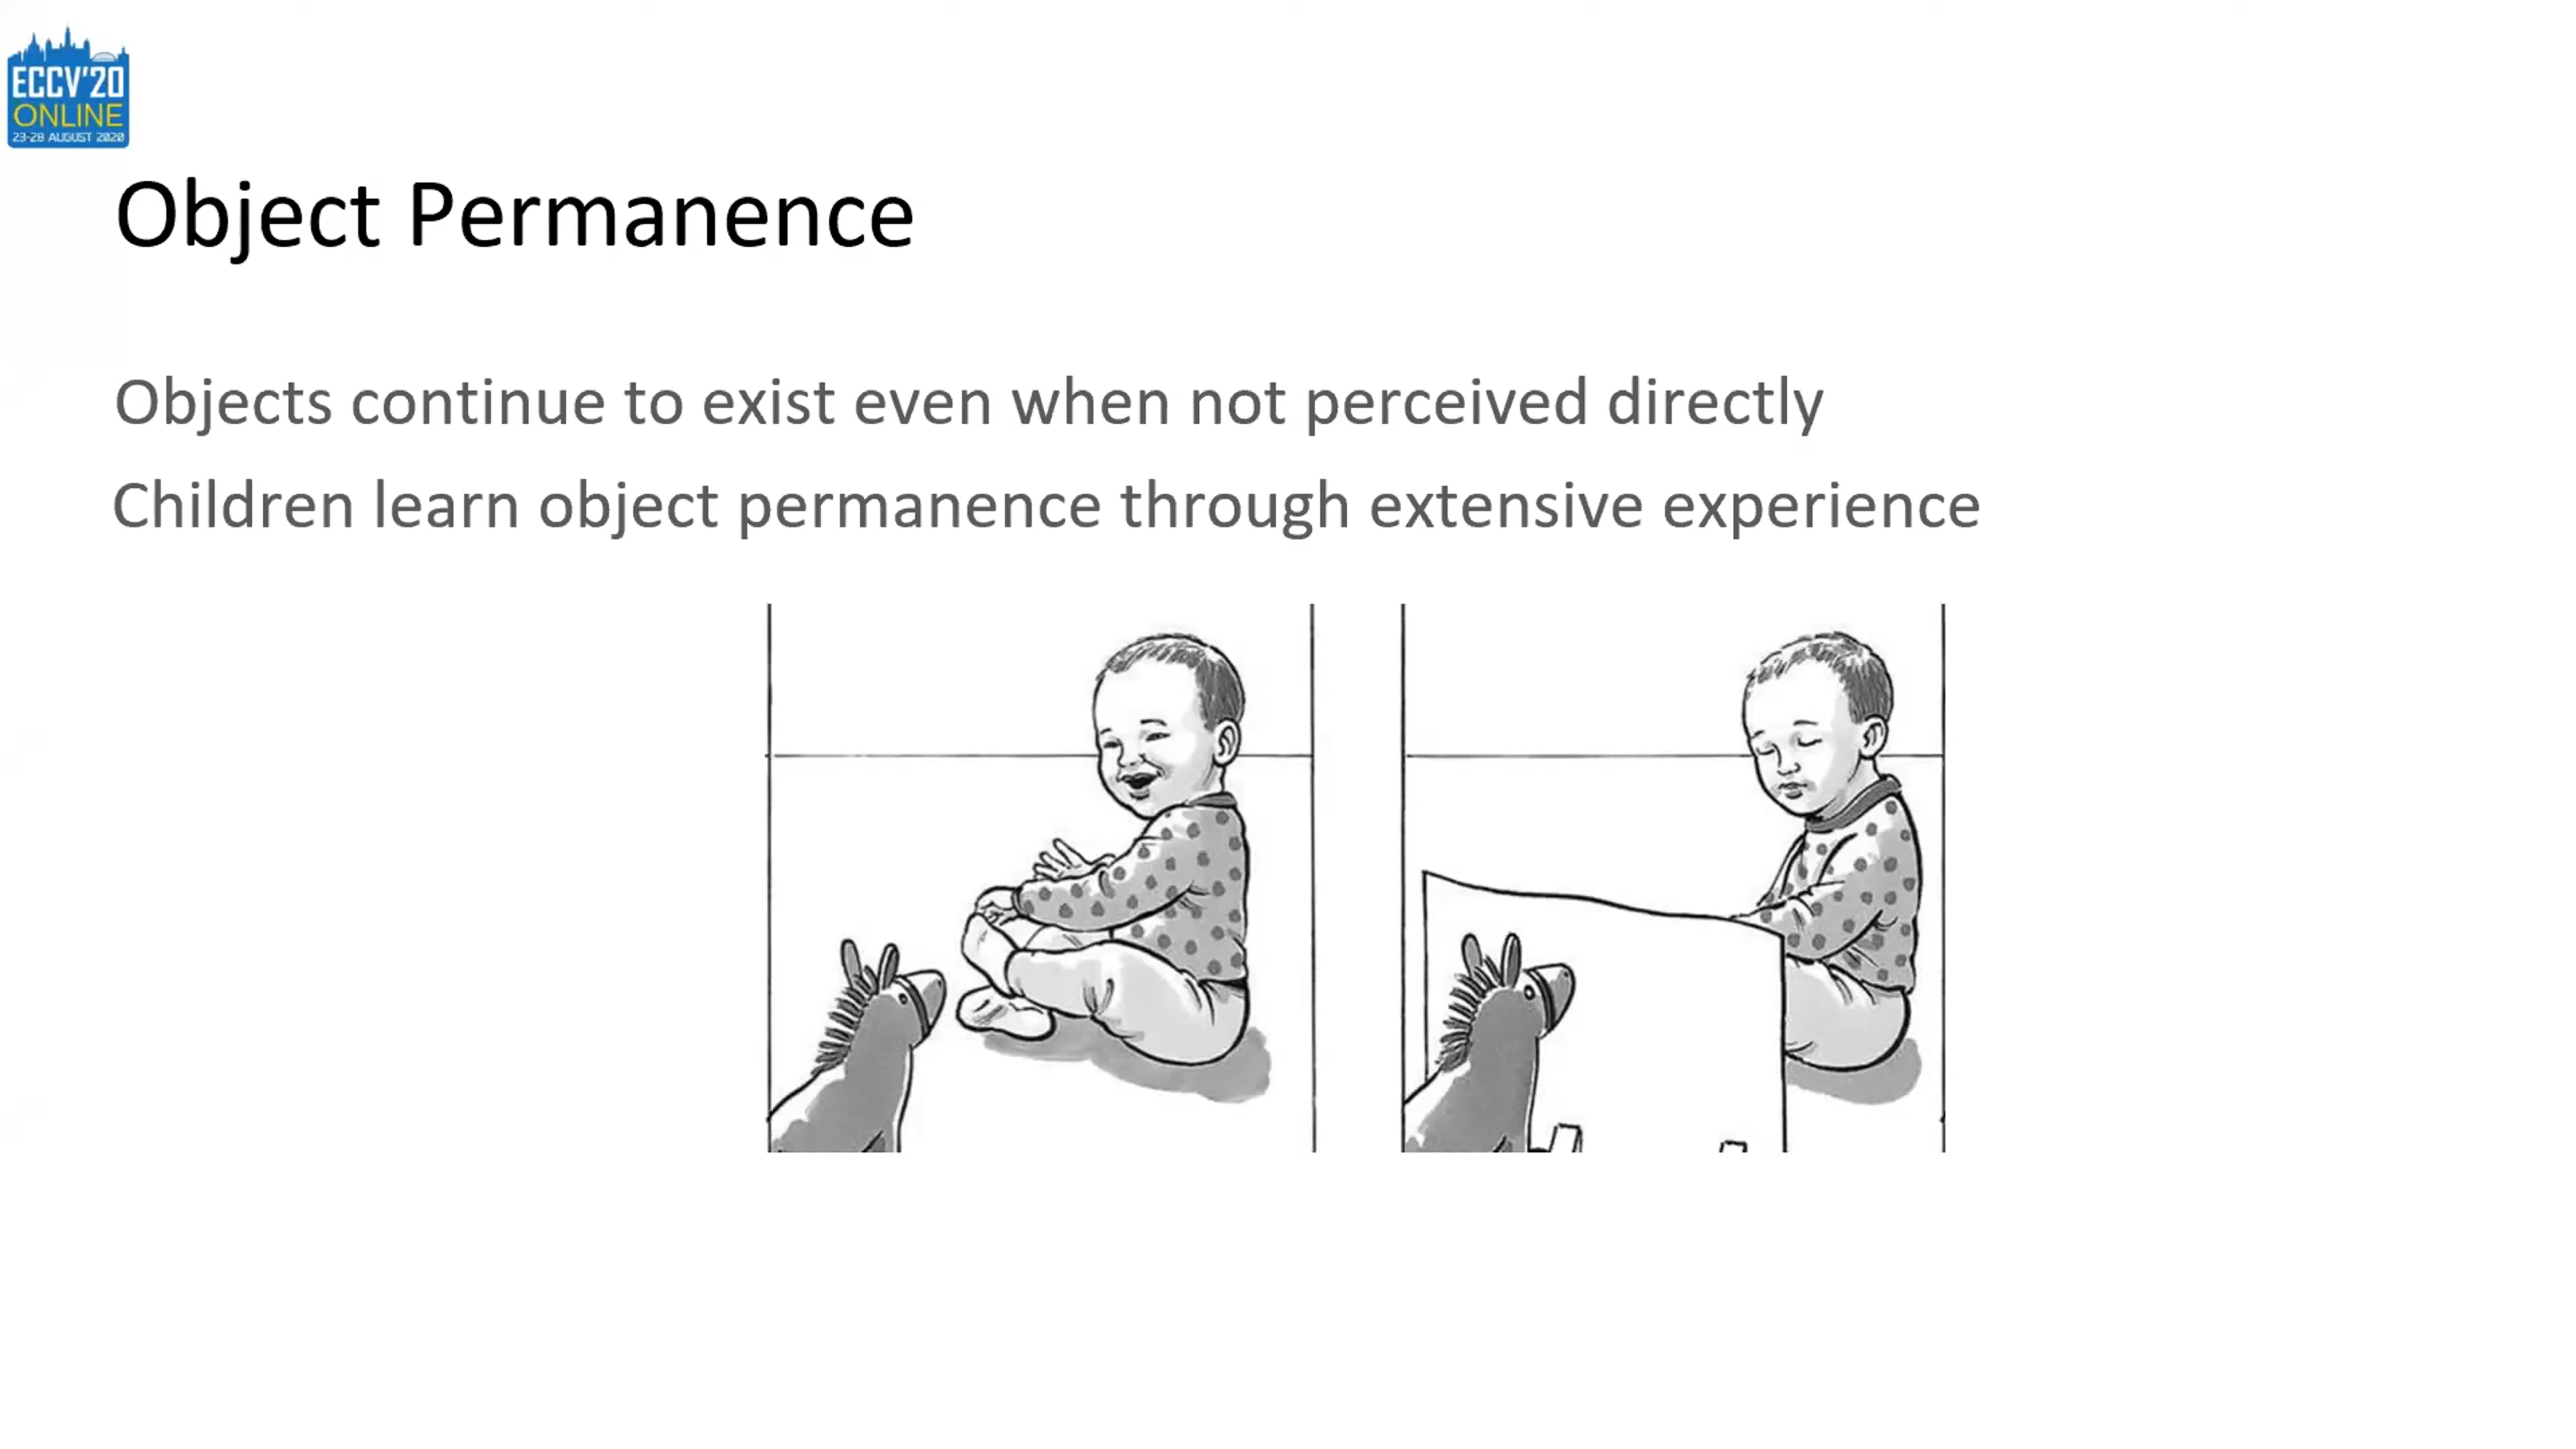 ECCV'20
ONLINE
23-28 AUGUST 2020
Object Permanence
Objects continue to exist even when not perceived directly
Children learn object permanence through extensive experience